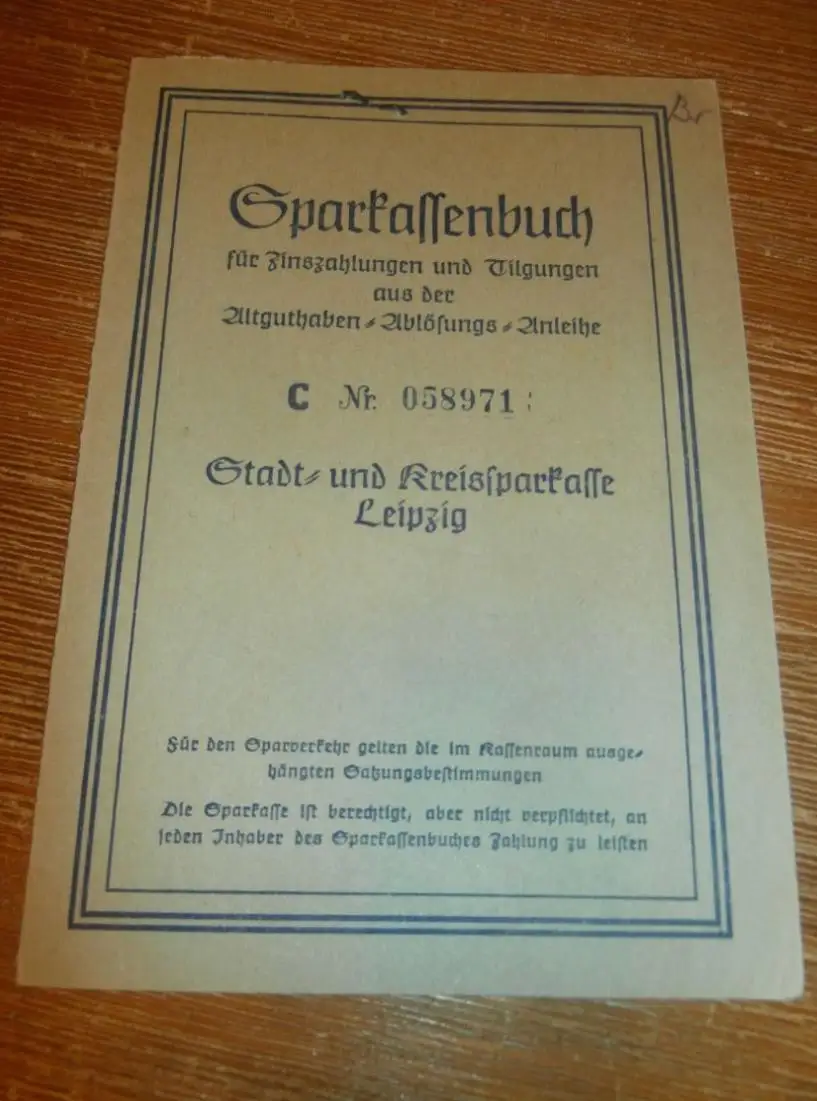 Br
Sparkassenbuch
für Zinszahlungen und Tilgungen
aus der
Altguthaben-Ablösungs-Anleihe
C Nr. 058971
Stadt- und Kreissparkasse
Leipzig
Für den Sparverkehr gelten die im Kassenraum ausge-
hängten Satzungsbestimmungen
Die Sparkasse ist berechtigt, aber nicht verpflichtet, an
jeden Inhaber des Sparkassenbuches Zahlung zu leisten